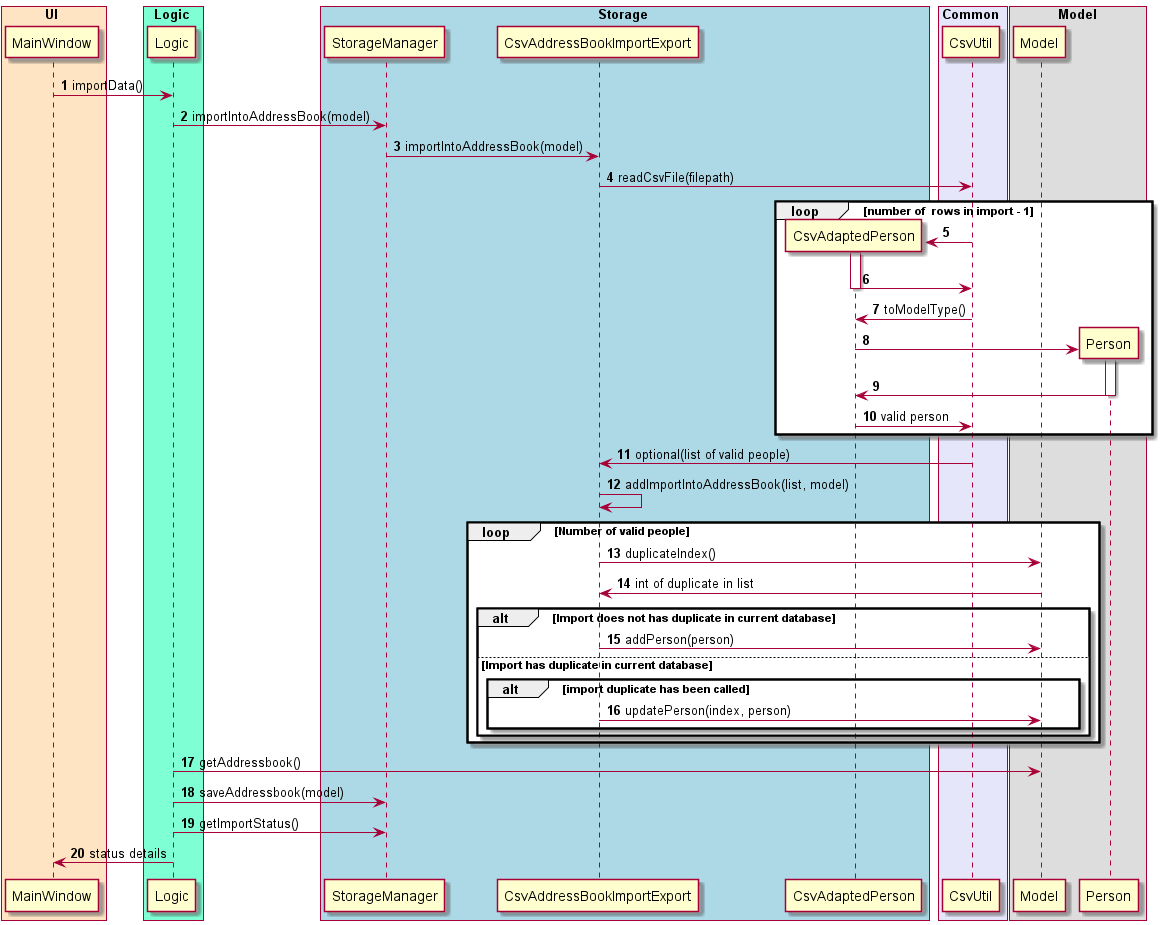 UI
Logic
Storage
Common
Model
MainWindow
Logic
StorageManager
CsvAddressBookImportExport
CsvUtil
Model
1 importData()
2 importIntoAddressBook(model)
3 importIntoAddressBook(model)
4 readCsvFile(filepath)
loop [number of  rows in import - 1]
CsvAdaptedPerson
5
6
7 toModelType()
8
Person
9
10 valid person
11 optional(list of valid people)
12 addImportIntoAddressBook(list, model)
loop [Number of valid people]
13 duplicateIndex()
14 int of duplicate in list
alt [Import does not has duplicate in current database]
15 addPerson(person)
[Import has duplicate in current database]
alt [import duplicate has been called]
16 updatePerson(index, person)
17 getAddressbook()
18 saveAddressbook(model)
19 getImportStatus()
20 status details
MainWindow
Logic
StorageManager
CsvAddressBookImportExport
CsvAdaptedPerson
CsvUtil
Model
Person